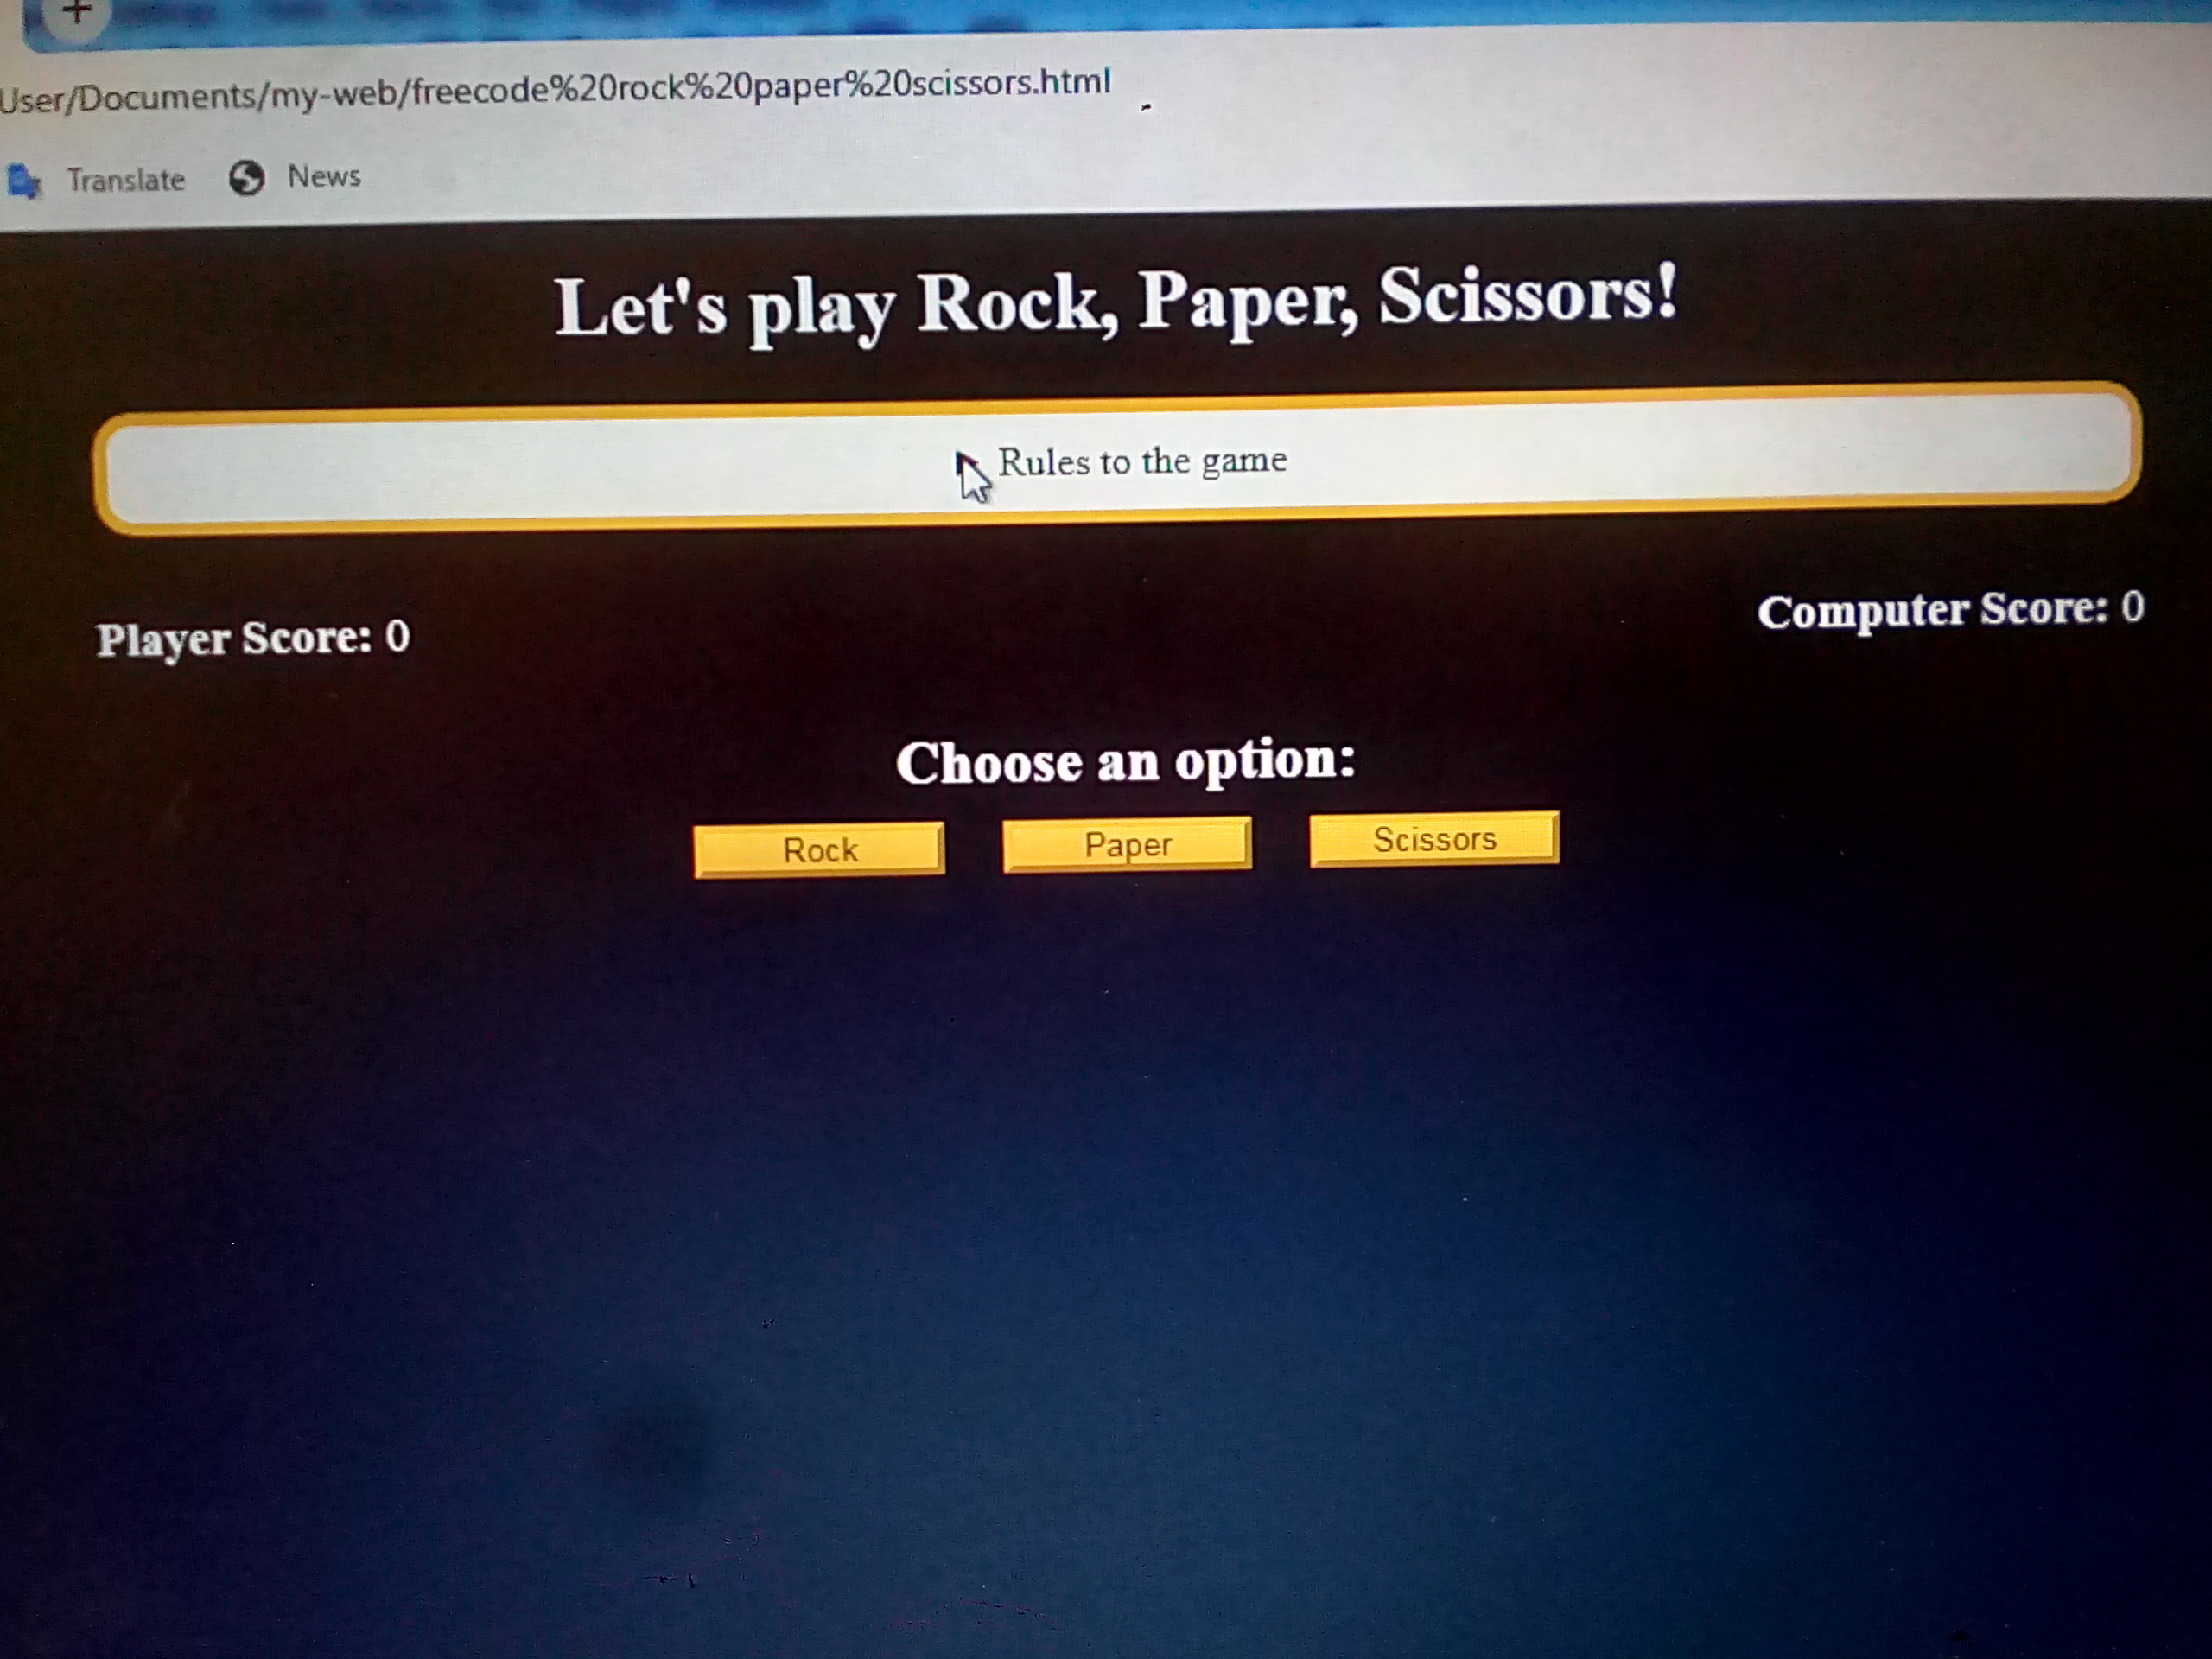 User/Documents/my-web/freecode%20rock%20paper%20scissors.html
Translate News
Let's play Rock, Paper, Scissors!
Rules to the game
Player Score: 0 Computer Score: 0
Choose an option:
Rock Paper Scissors